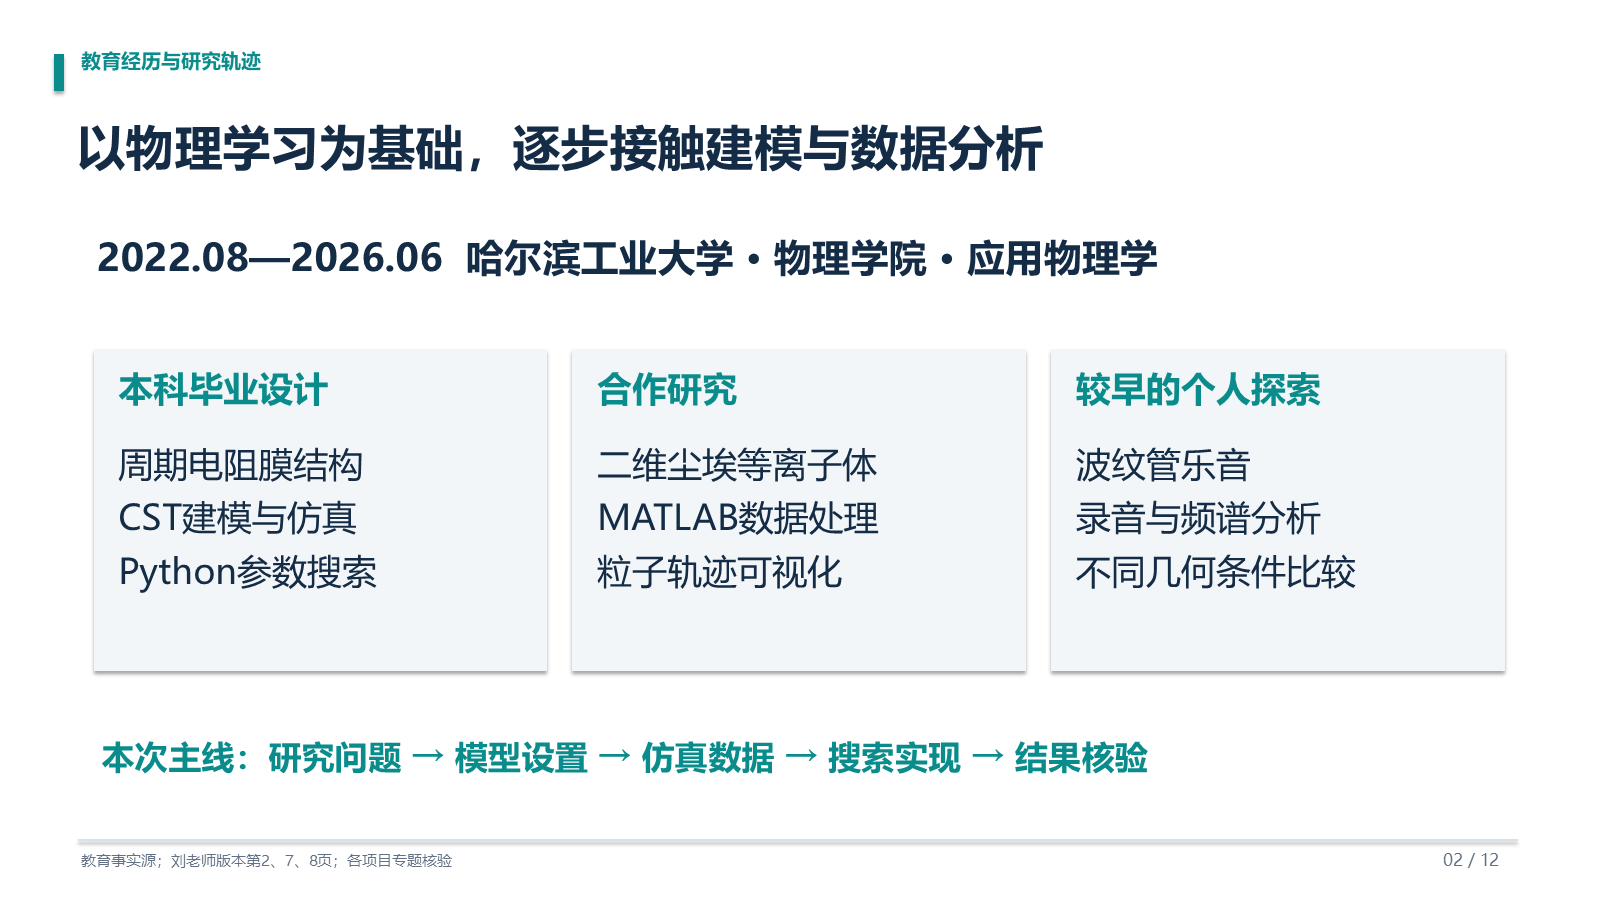 教育经历与研究轨迹
以物理学习为基础，逐步接触建模与数据分析
2022.08—2026.06 哈尔滨工业大学 • 物理学院 • 应用物理学
本科毕业设计
周期电阻膜结构
CST建模与仿真
Python参数搜索
合作研究
二维尘埃等离子体
MATLAB数据处理
粒子轨迹可视化
较早的个人探索
波纹管乐音
录音与频谱分析
不同几何条件比较
本次主线：研究问题 → 模型设置 → 仿真数据 → 搜索实现 → 结果核验
教育事实源；刘老师版本第2、7、8页；各项目专题核验
02 / 12